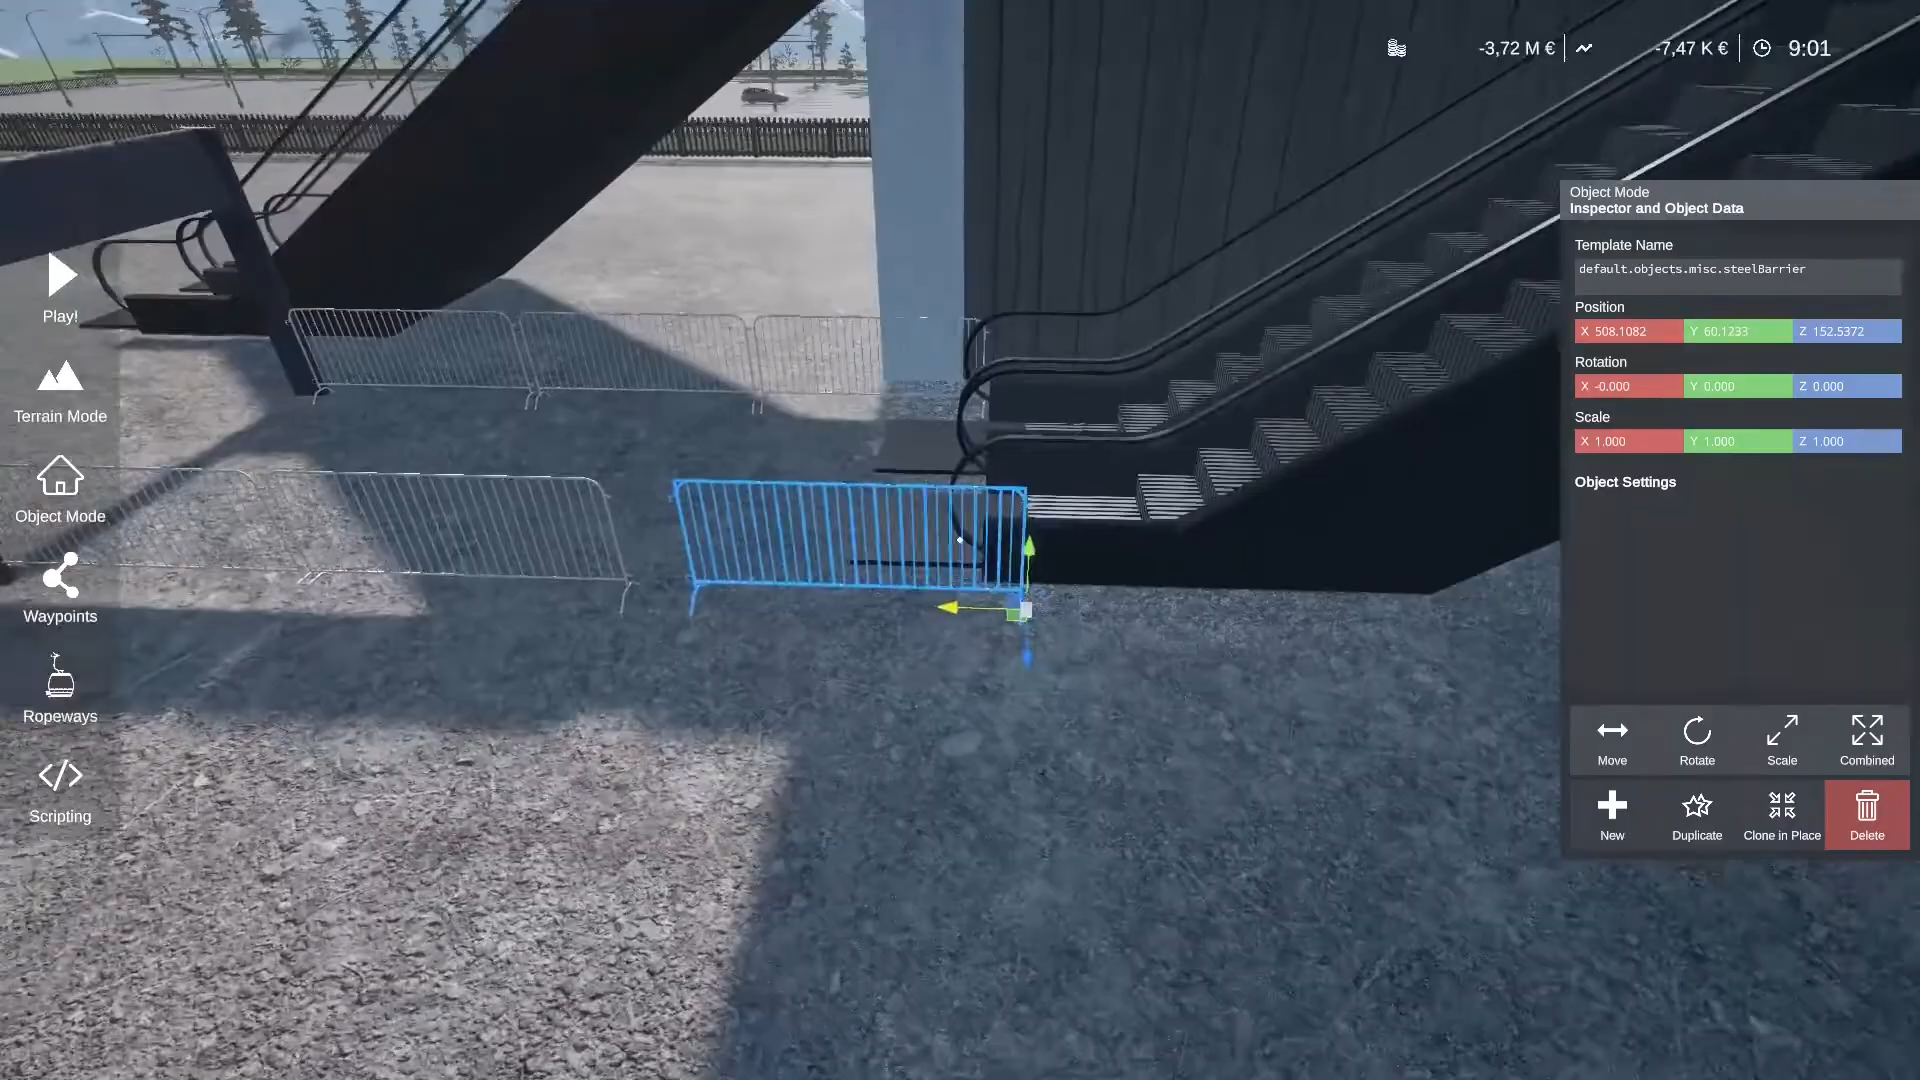 -3,72 M € -7,47 K € 9:01
Object Mode
Inspector and Object Data
Template Name
default.objects.misc.steelBarrier
Position
X 508.1082 Y 60.1233 Z 152.5372
Rotation
X -0.000 Y 0.000 Z 0.000
Scale
X 1.000 Y 1.000 Z 1.000
Object Settings
Move Rotate Scale Combined
New Duplicate Clone in Place Delete
Play!
Terrain Mode
Object Mode
Waypoints
Ropeways
Scripting